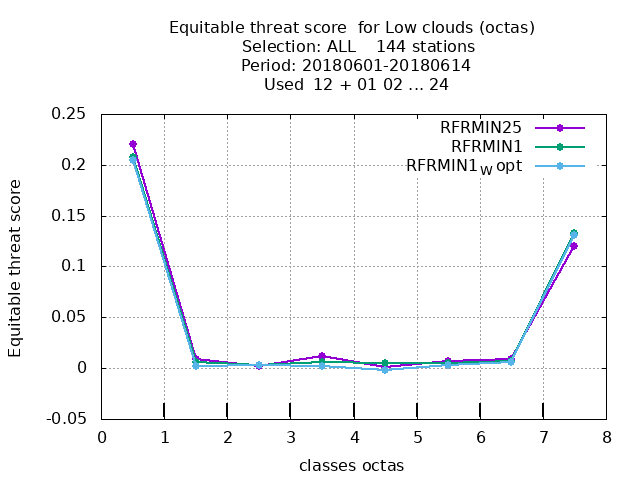 Equitable threat score  for Low clouds (octas)
Selection: ALL    144 stations
Period: 20180601-20180614
Used  12 + 01 02 ... 24
RFRMIN25
RFRMIN1
RFRMIN1W opt
Equitable threat score
0.25
0.2
0.15
0.1
0.05
0
-0.05
0 1 2 3 4 5 6 7 8
classes octas